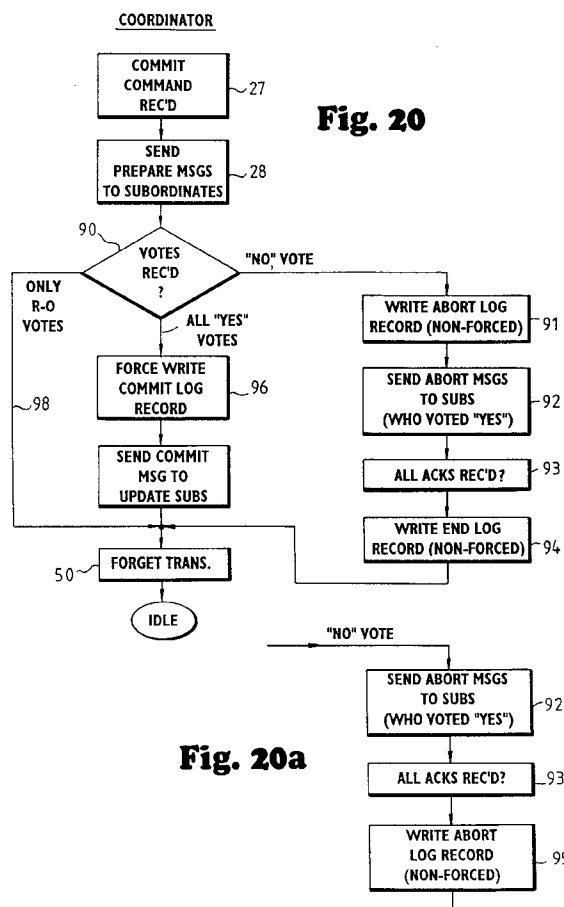 COORDINATOR
COMMIT
COMMAND
REC'D
27
Fig. 20
SEND
PREPARE MSGS
TO SUBORDINATES
28
90
VOTES
REC'D
?
"NO" VOTE
ONLY
R-O
VOTES
ALL "YES"
VOTES
WRITE ABORT LOG
RECORD (NON-FORCED)
91
FORCE WRITE
COMMIT LOG
RECORD
96
SEND ABORT MSGS
TO SUBS
(WHO VOTED "YES")
92
98
SEND COMMIT
MSG TO
UPDATE SUBS
ALL ACKS REC'D?
93
WRITE END LOG
RECORD (NON-FORCED)
94
50
FORGET TRANS.
IDLE
"NO" VOTE
SEND ABORT MSGS
TO SUBS
(WHO VOTED "YES")
92
Fig. 20a
ALL ACKS REC'D?
93
WRITE ABORT
LOG RECORD
(NON-FORCED)